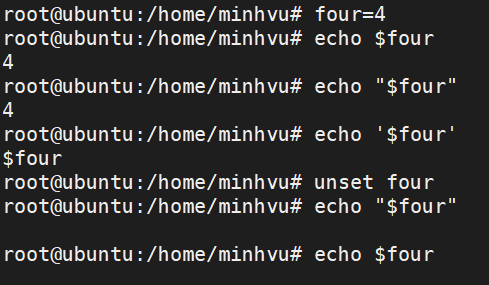 root@ubuntu:/home/minhvu# four=4
root@ubuntu:/home/minhvu# echo $four
4
root@ubuntu:/home/minhvu# echo "$four"
4
root@ubuntu:/home/minhvu# echo '$four'
$four
root@ubuntu:/home/minhvu# unset four
root@ubuntu:/home/minhvu# echo "$four"

root@ubuntu:/home/minhvu# echo $four